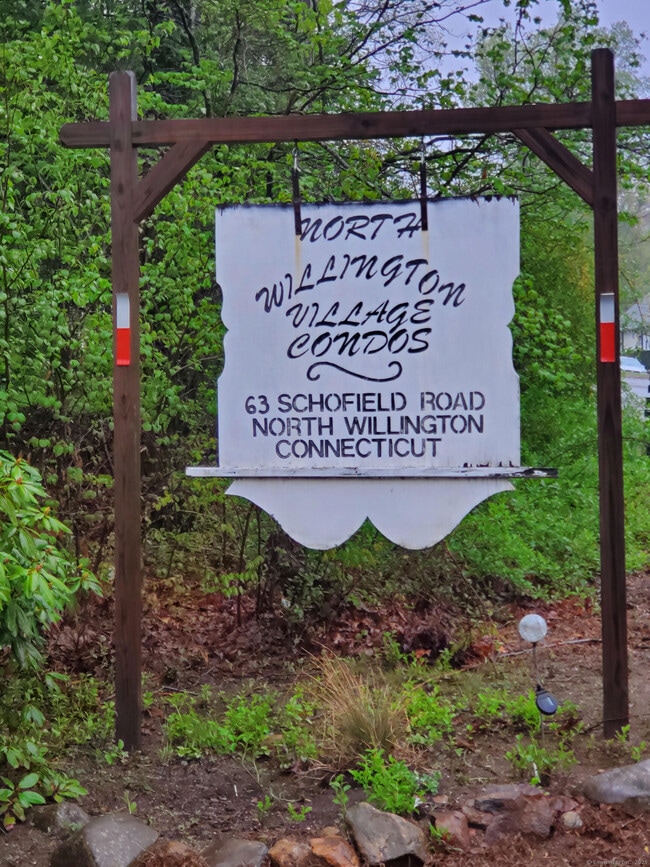 NORTH
WILLINGTON
VILLAGE
CONDOS
63 SCHOFIELD ROAD
NORTH WILLINGTON
CONNECTICUT